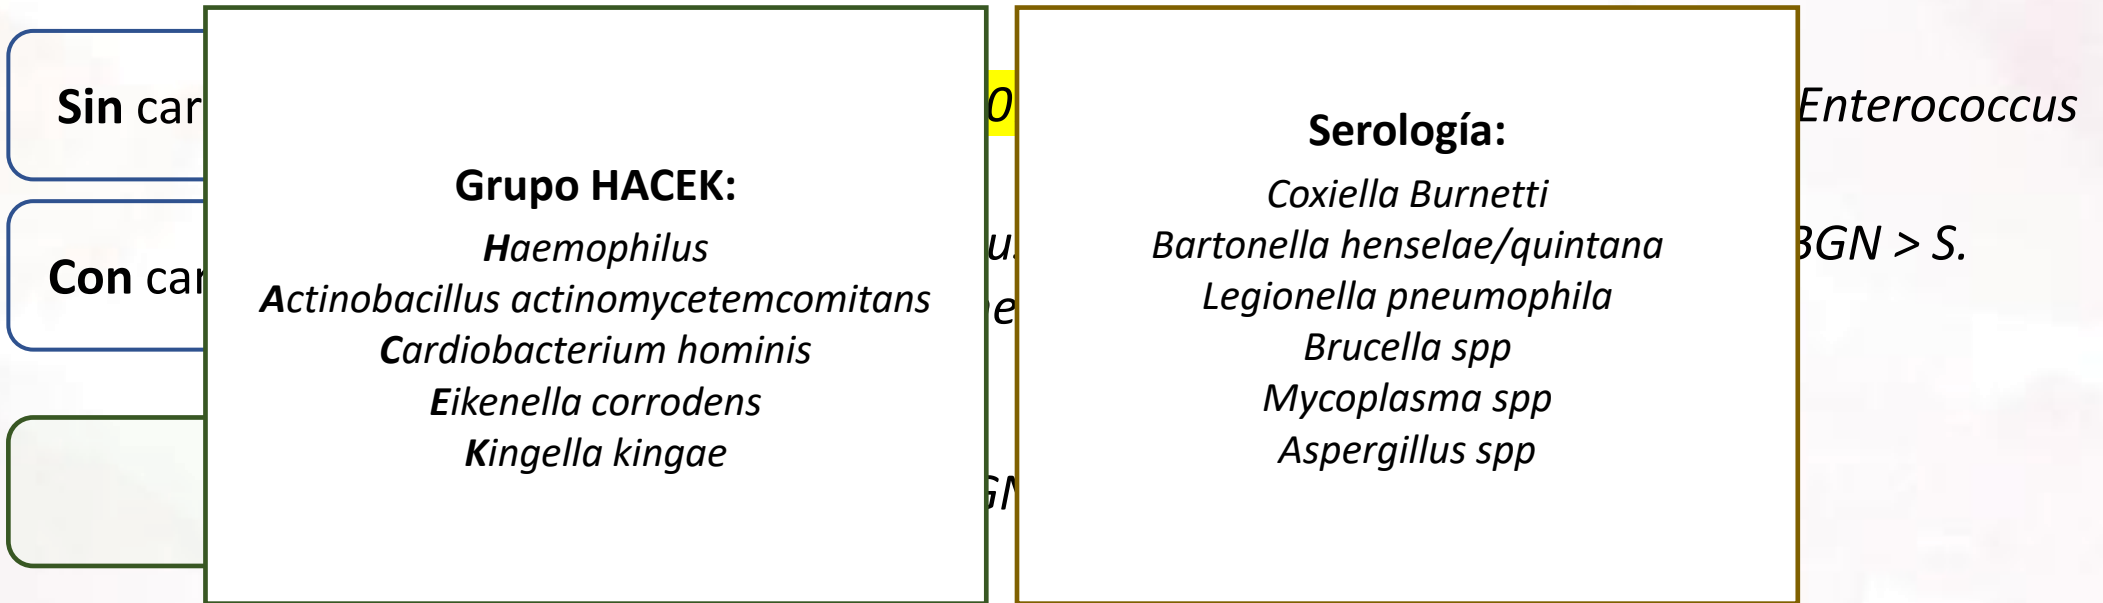 Sin car
0
Enterococcus
Con car
BGN > S.
Grupo HACEK:
Haemophilus
Actinobacillus actinomycetemcomitans
Cardiobacterium hominis
Eikenella corrodens
Kingella kingae
Serología:
Coxiella Burnetti
Bartonella henselae/quintana
Legionella pneumophila
Brucella spp
Mycoplasma spp
Aspergillus spp